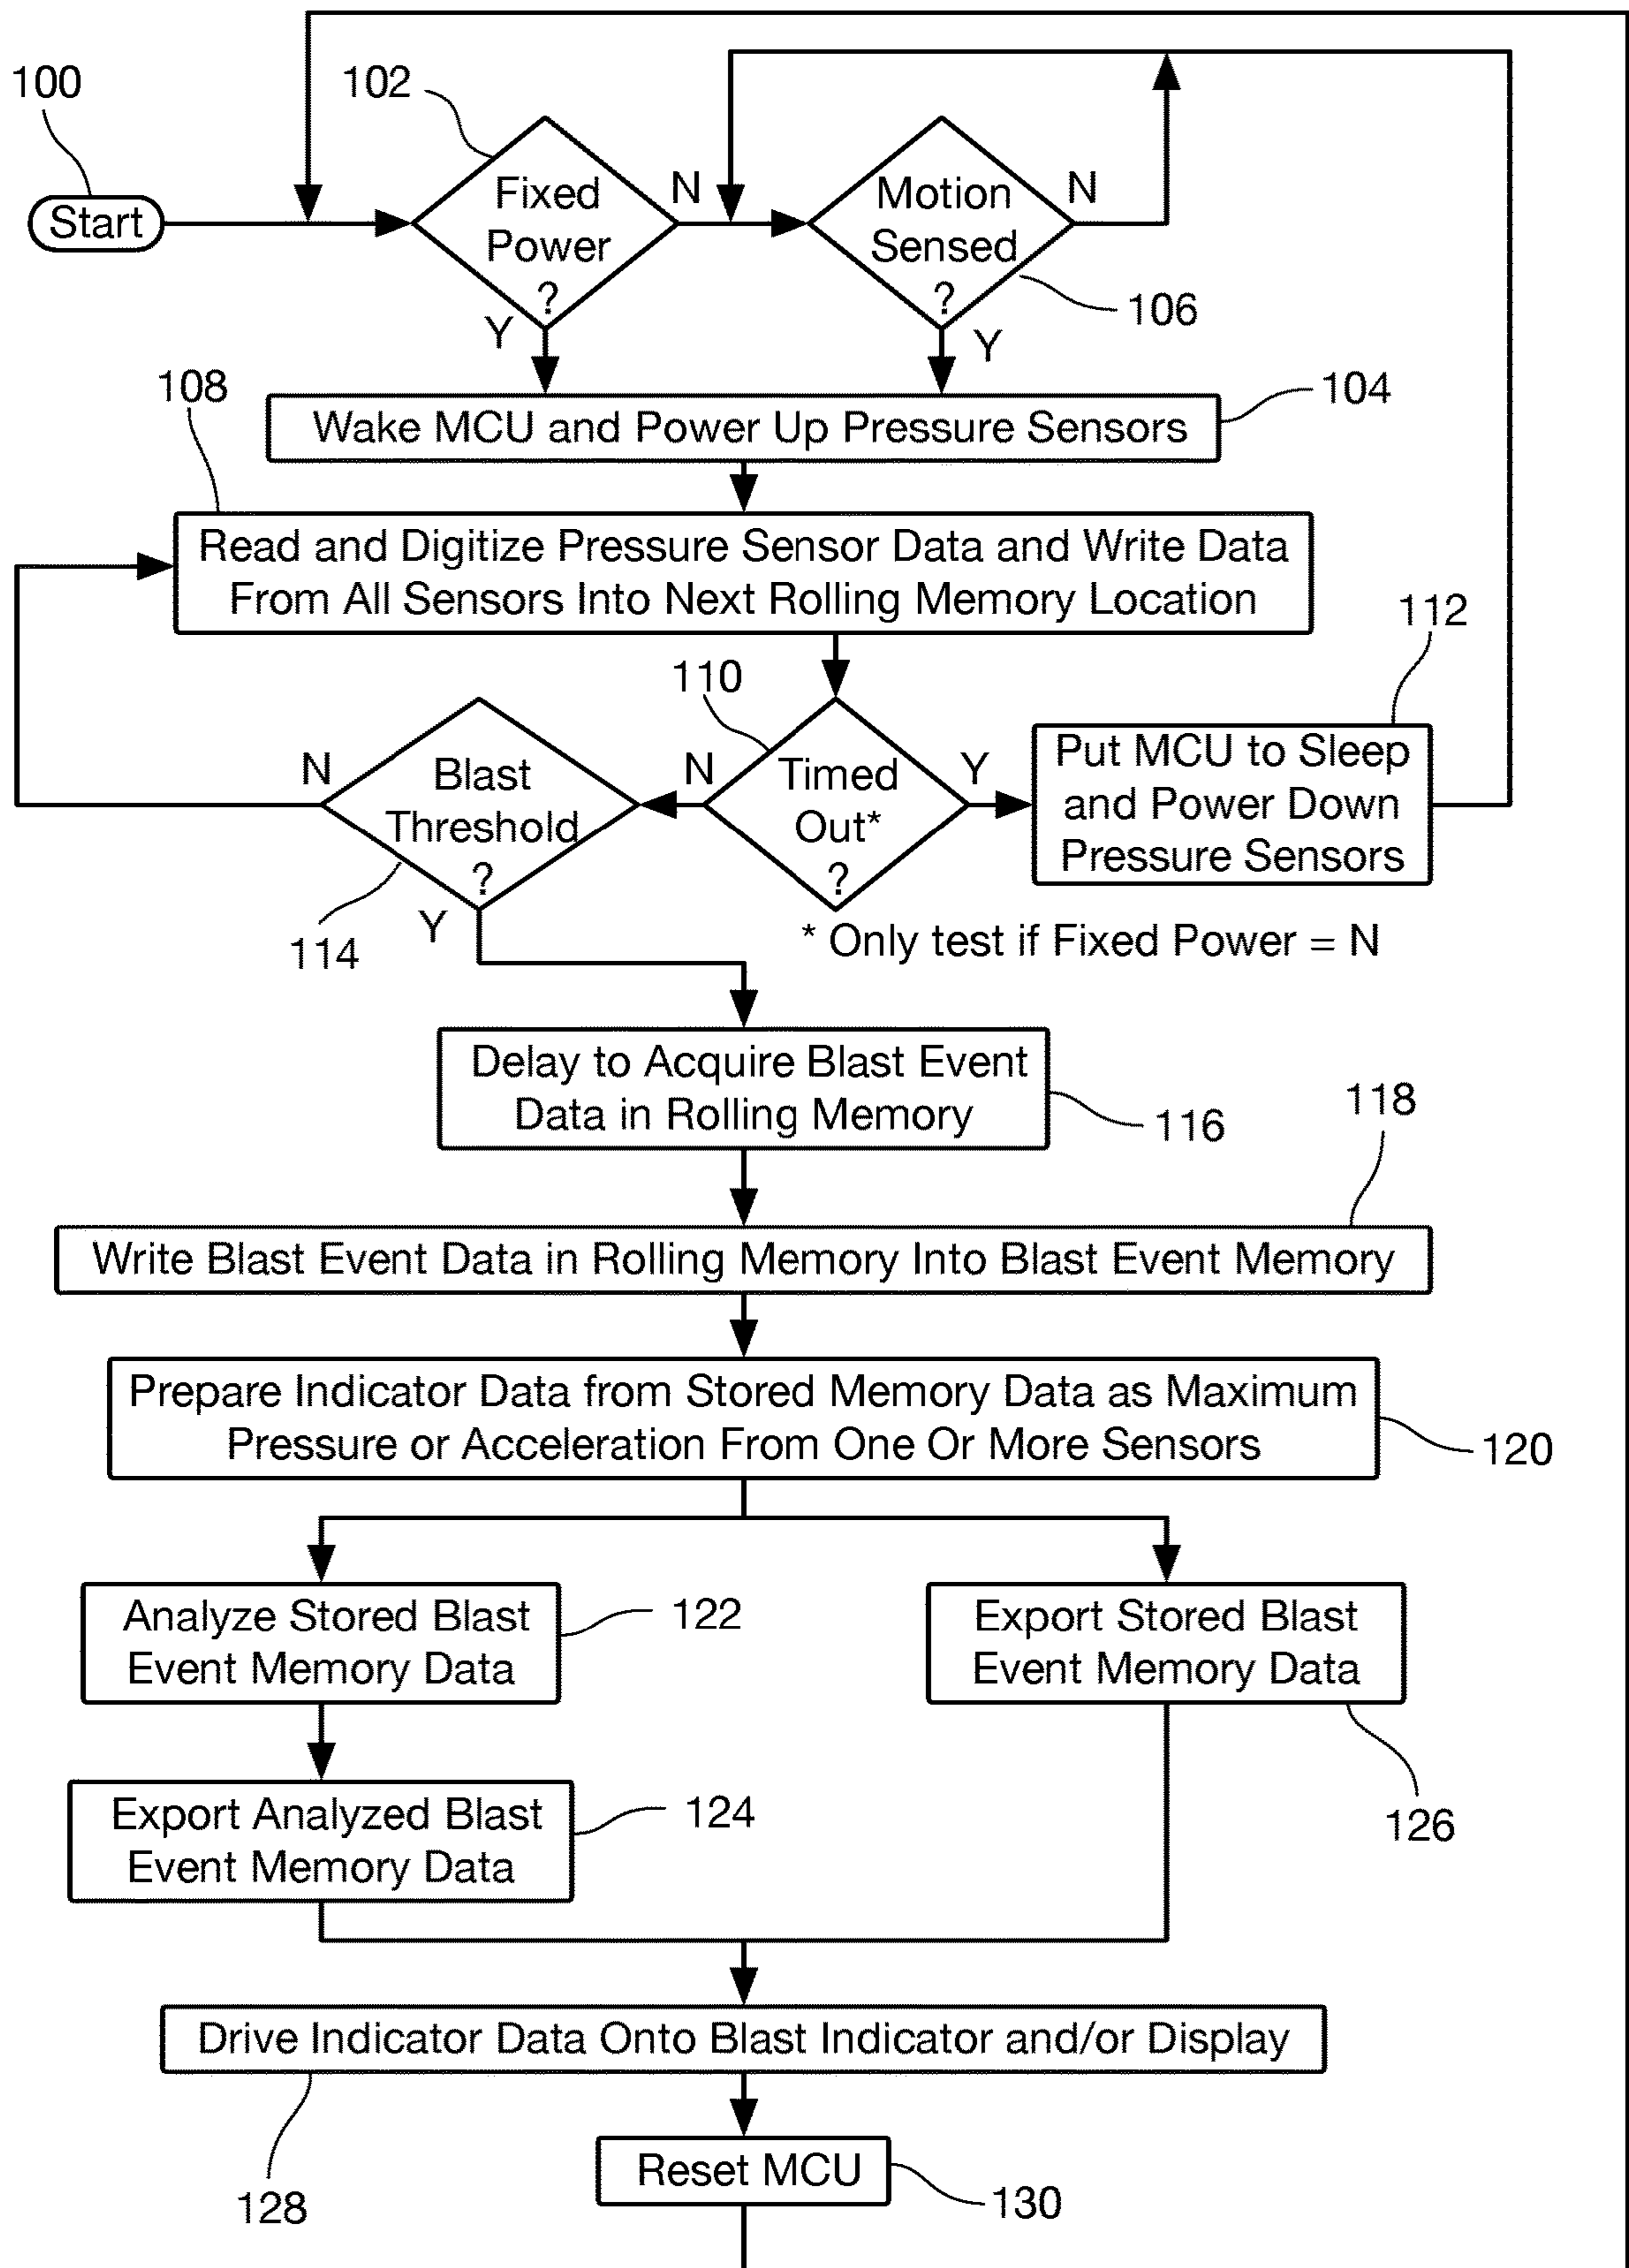 100
102
Start
Fixed
Power
?
N
Y
Motion
Sensed
?
N
Y
106
104
Wake MCU and Power Up Pressure Sensors
108
Read and Digitize Pressure Sensor Data and Write Data
From All Sensors Into Next Rolling Memory Location
110
112
N
Blast
Threshold
?
Y
114
N
Timed
Out*
?
Y
Put MCU to Sleep
and Power Down
Pressure Sensors
* Only test if Fixed Power = N
Delay to Acquire Blast Event
Data in Rolling Memory
116
118
Write Blast Event Data in Rolling Memory Into Blast Event Memory
Prepare Indicator Data from Stored Memory Data as Maximum
Pressure or Acceleration From One Or More Sensors
120
Analyze Stored Blast
Event Memory Data
122
Export Stored Blast
Event Memory Data
126
Export Analyzed Blast
Event Memory Data
124
Drive Indicator Data Onto Blast Indicator and/or Display
128
Reset MCU
130